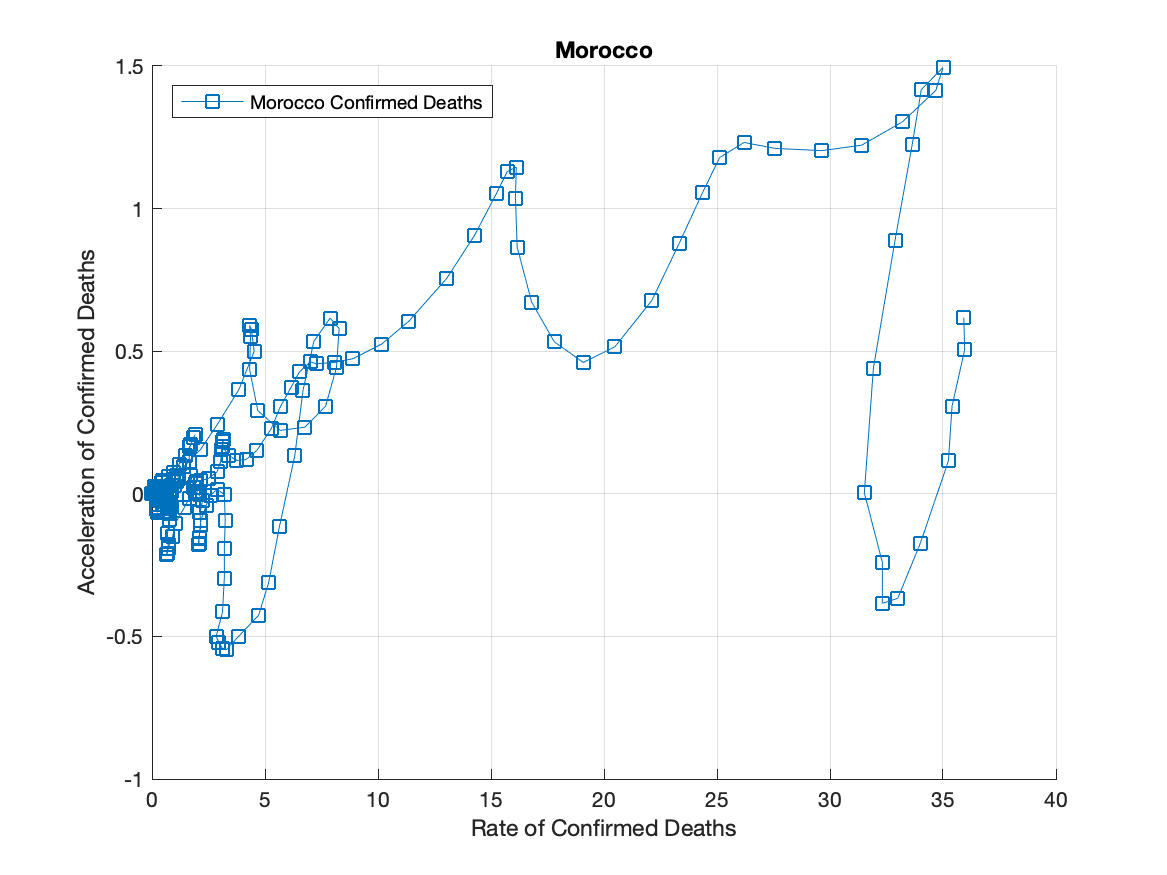 Morocco
Morocco Confirmed Deaths
1.5
1
0.5
0
-0.5
-1
Acceleration of Confirmed Deaths
0 5 10 15 20 25 30 35 40
Rate of Confirmed Deaths